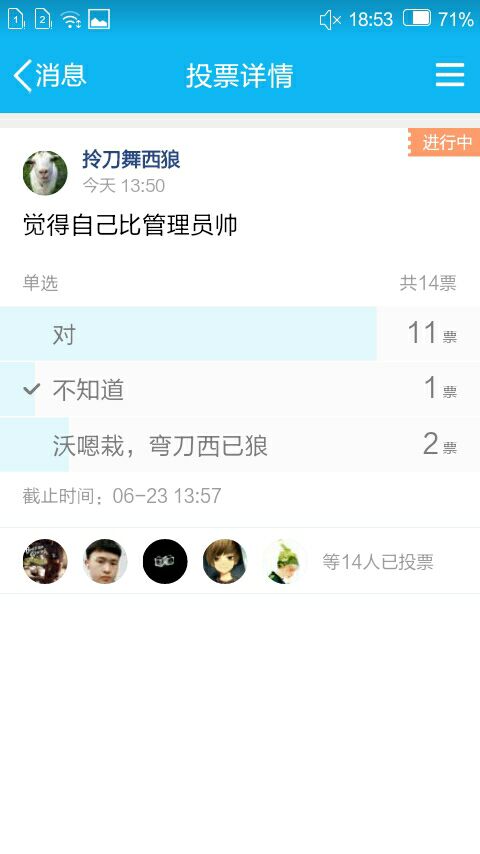 1 2 18:53 71%
消息 投票详情
进行中
拎刀舞西狼
今天 13:50
觉得自己比管理员帅
单选 共14票
对 11 票
不知道 1 票
沃嗯栽，弯刀西已狼 2 票
截止时间：06-23 13:57
等14人已投票